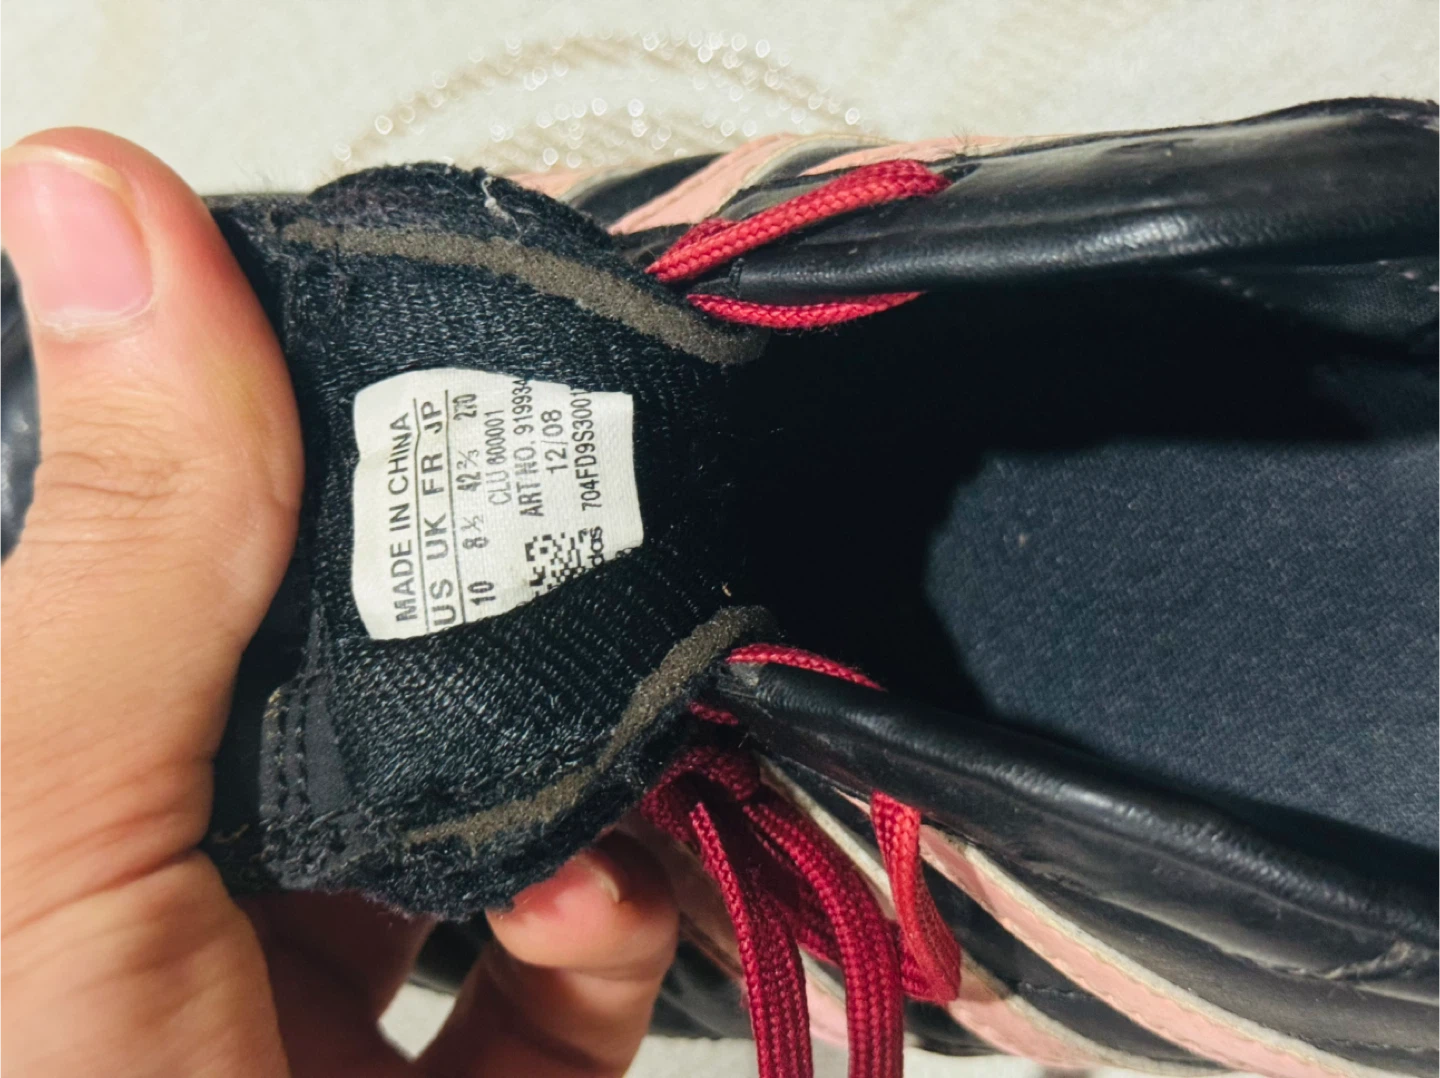 MADE IN CHINA
US UK FR JP
10 8½ 42⅔ 270
CLU 600001
ART NO. 919934
12/08
704FD9S3001
das